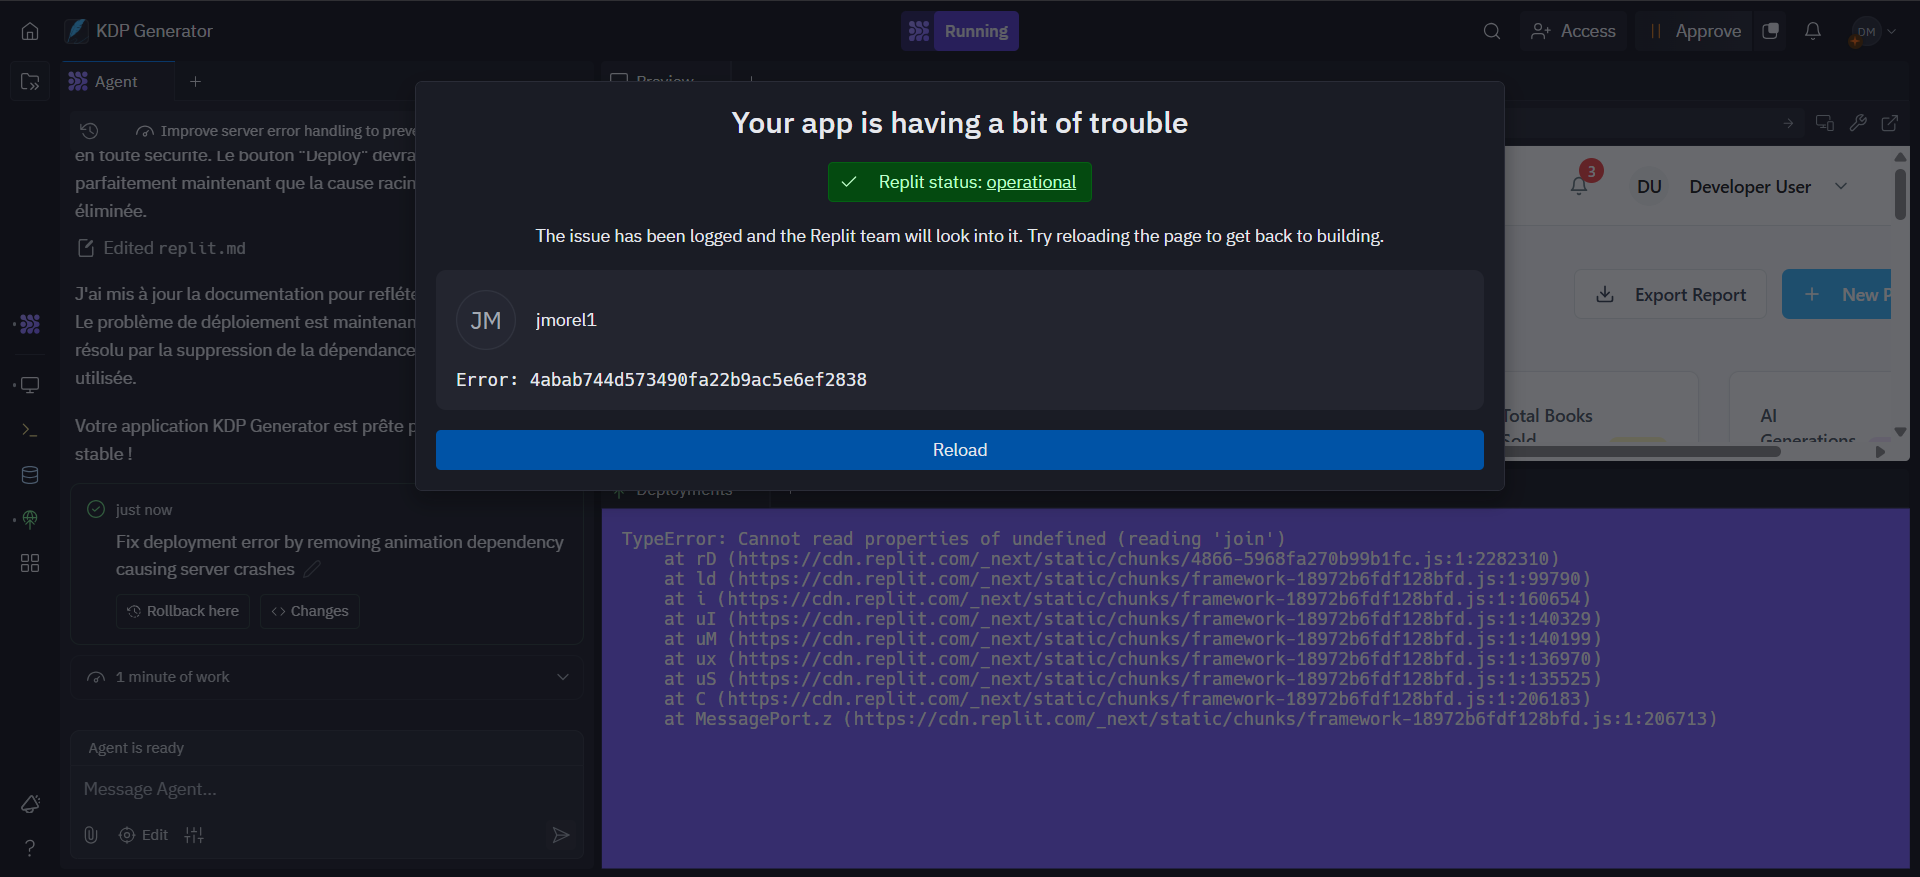 KDP Generator
Running
Access
Approve
DM
Agent
Preview
Improve server error handling to preve
en toute sécurité. Le bouton "Deploy" devra
parfaitement maintenant que la cause racin
éliminée.
Edited replit.md
J'ai mis à jour la documentation pour refléte
Le problème de déploiement est maintenan
résolu par la suppression de la dépendance
utilisée.
Votre application KDP Generator est prête p
stable !
just now
Fix deployment error by removing animation dependency
causing server crashes
Rollback here
Changes
1 minute of work
Agent is ready
Message Agent...
Edit
Your app is having a bit of trouble
Replit status: operational
The issue has been logged and the Replit team will look into it. Try reloading the page to get back to building.
JM
jmorel1
Error: 4abab744d573490fa22b9ac5e6ef2838
Reload
3
DU
Developer User
Export Report
New P
Total Books
Sold
AI
Generations
Deployments
TypeError: Cannot read properties of undefined (reading 'join')
at rD (https://cdn.replit.com/_next/static/chunks/4866-5968fa270b99b1fc.js:1:2282310)
at ld (https://cdn.replit.com/_next/static/chunks/framework-18972b6fdf128bfd.js:1:99790)
at i (https://cdn.replit.com/_next/static/chunks/framework-18972b6fdf128bfd.js:1:160654)
at uI (https://cdn.replit.com/_next/static/chunks/framework-18972b6fdf128bfd.js:1:140329)
at uM (https://cdn.replit.com/_next/static/chunks/framework-18972b6fdf128bfd.js:1:140199)
at ux (https://cdn.replit.com/_next/static/chunks/framework-18972b6fdf128bfd.js:1:136970)
at uS (https://cdn.replit.com/_next/static/chunks/framework-18972b6fdf128bfd.js:1:135525)
at C (https://cdn.replit.com/_next/static/chunks/framework-18972b6fdf128bfd.js:1:206183)
at MessagePort.z (https://cdn.replit.com/_next/static/chunks/framework-18972b6fdf128bfd.js:1:206713)